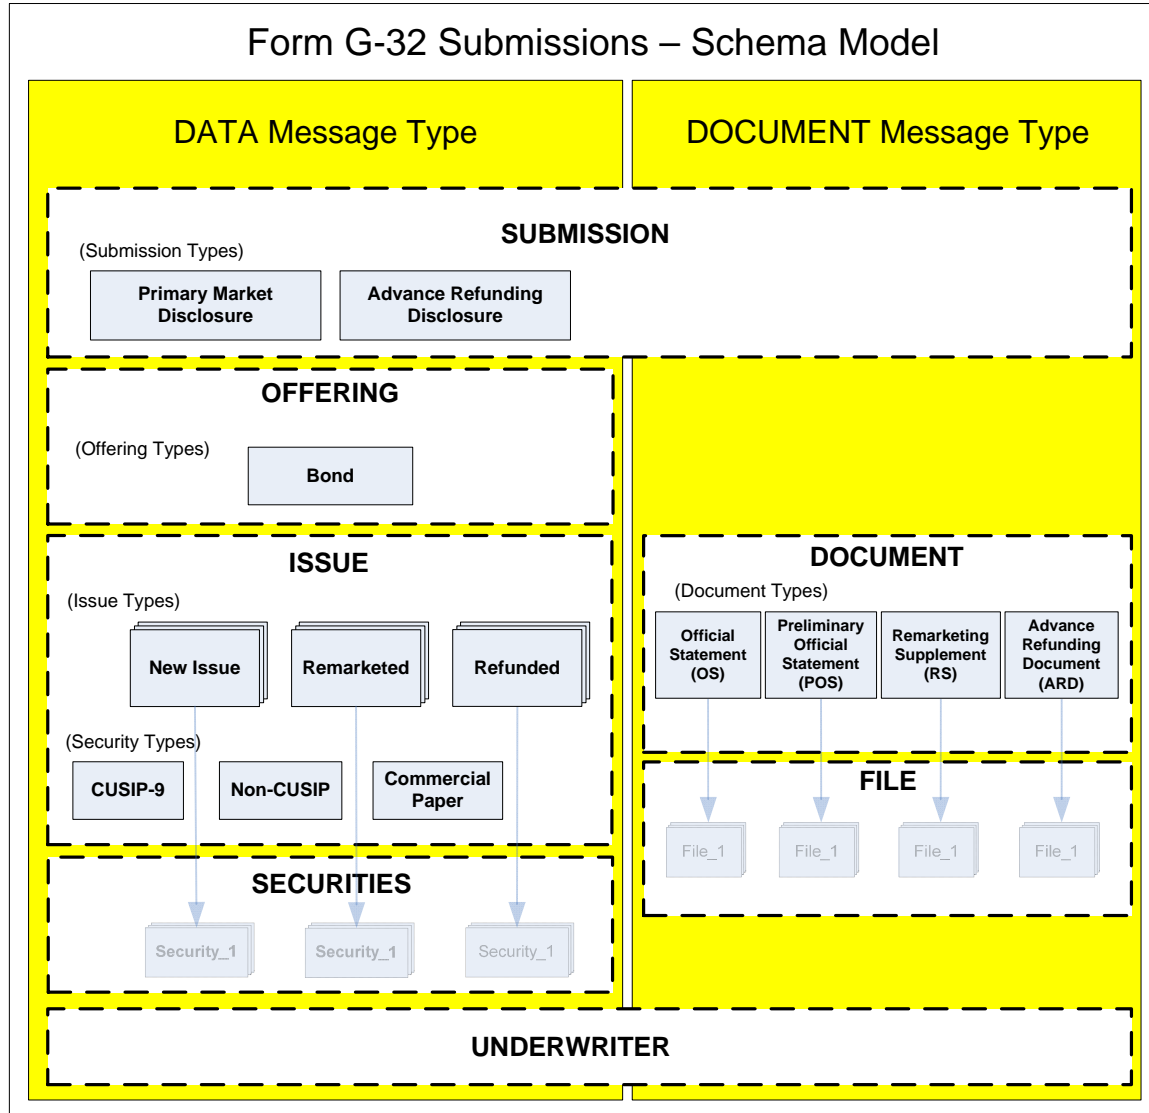 Form G-32 Submissions – Schema Model
DATA Message Type
DOCUMENT Message Type
SUBMISSION
(Submission Types)
Primary Market
Disclosure
Advance Refunding
Disclosure
OFFERING
(Offering Types)
Bond
ISSUE
(Issue Types)
New Issue
Remarketed
Refunded
(Security Types)
CUSIP-9
Non-CUSIP
Commercial
Paper
SECURITIES
Security_1
Security_1
Security_1
DOCUMENT
(Document Types)
Official
Statement
(OS)
Preliminary
Official
Statement
(POS)
Remarketing
Supplement
(RS)
Advance
Refunding
Document
(ARD)
FILE
File_1
File_1
File_1
File_1
UNDERWRITER